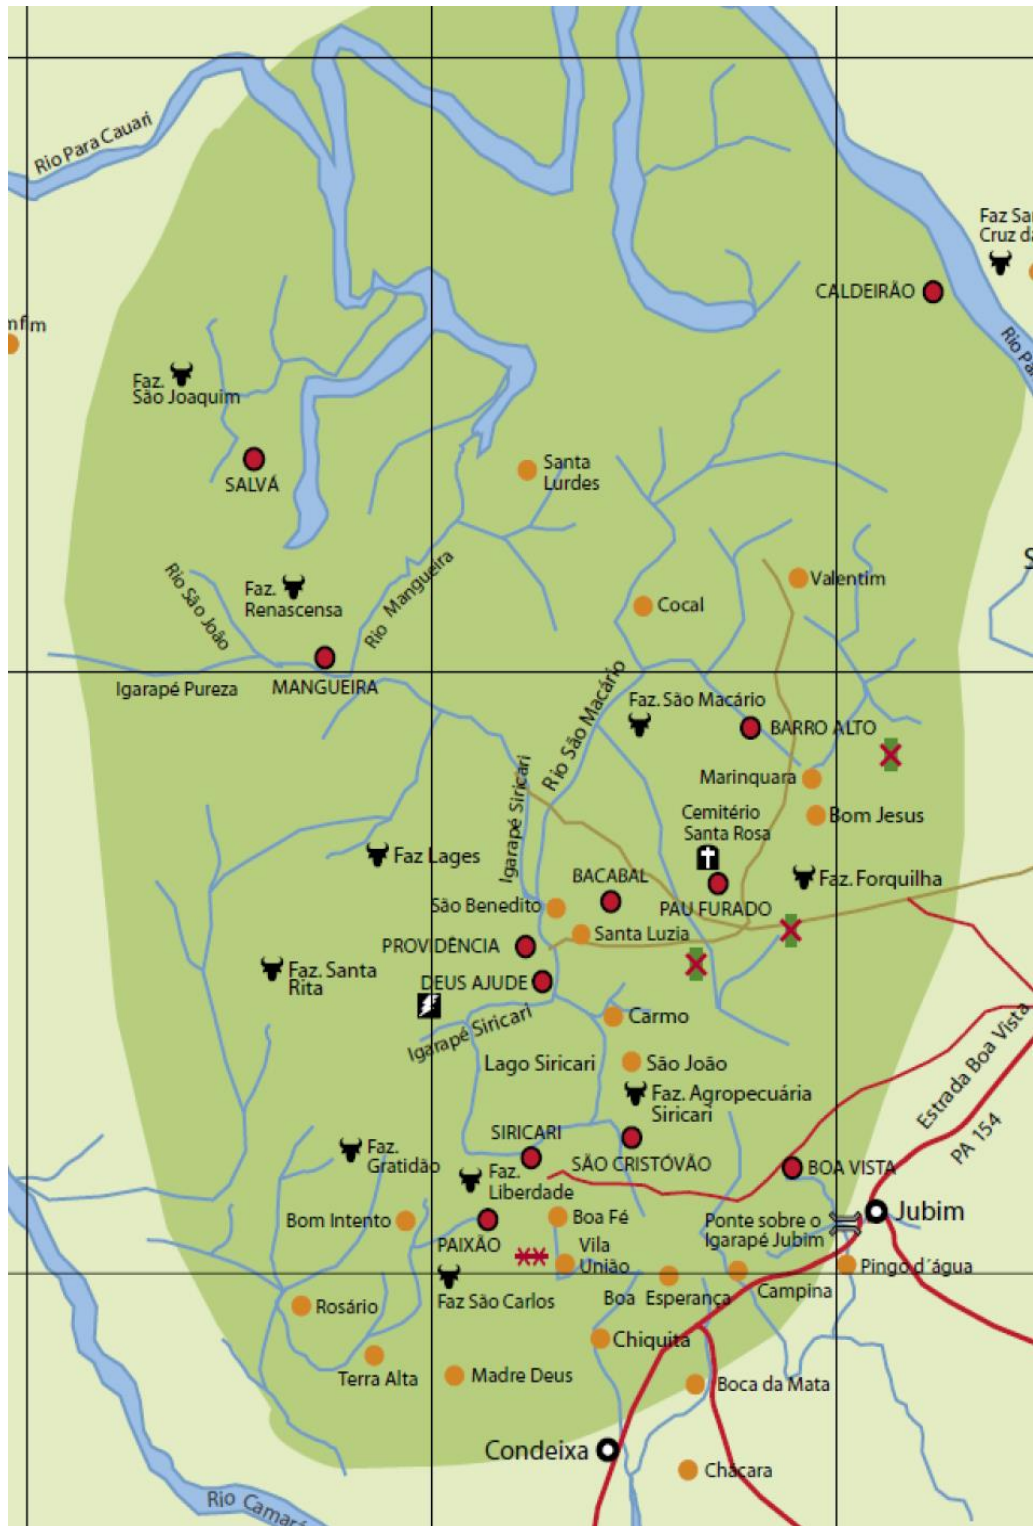 Rio Para Cauari
Faz
Cruz
CALDEIRÃO
Faz.
São Joaquim
SALVÁ
Santa
Lurdes
Rio São João
Faz.
Renascensa
Rio Mangueira
Valentim
Cocal
Igarapé Pureza
MANGUEIRA
Rio São Macário
Faz. São Macário
BARRO ALTO
Igarapé Siricari
Marinquara
Cemitério
Santa Rosa
Bom Jesus
Faz Lages
BACABAL
Faz. Forquilha
São Benedito
PAU FURADO
Santa Luzia
PROVIDÊNCIA
Faz. Santa
Rita
DEUS AJUDE
Igarapé Siricari
Carmo
Lago Siricari
São João
Faz. Agropecuária
Siricari
Estrada Boa Vista
PA 154
SIRICARI
Faz.
Gratidão
SÃO CRISTÓVÃO
BOA VISTA
Faz.
Liberdade
Bom Intento
PAIXÃO
Boa Fé
Ponte sobre o
Igarapé Jubim
Jubim
Vila
União
Pingo d´água
Rosário
Faz São Carlos
Boa Esperança
Campina
Chiquita
Terra Alta
Madre Deus
Boca da Mata
Condeixa
Chácara
Rio Camará